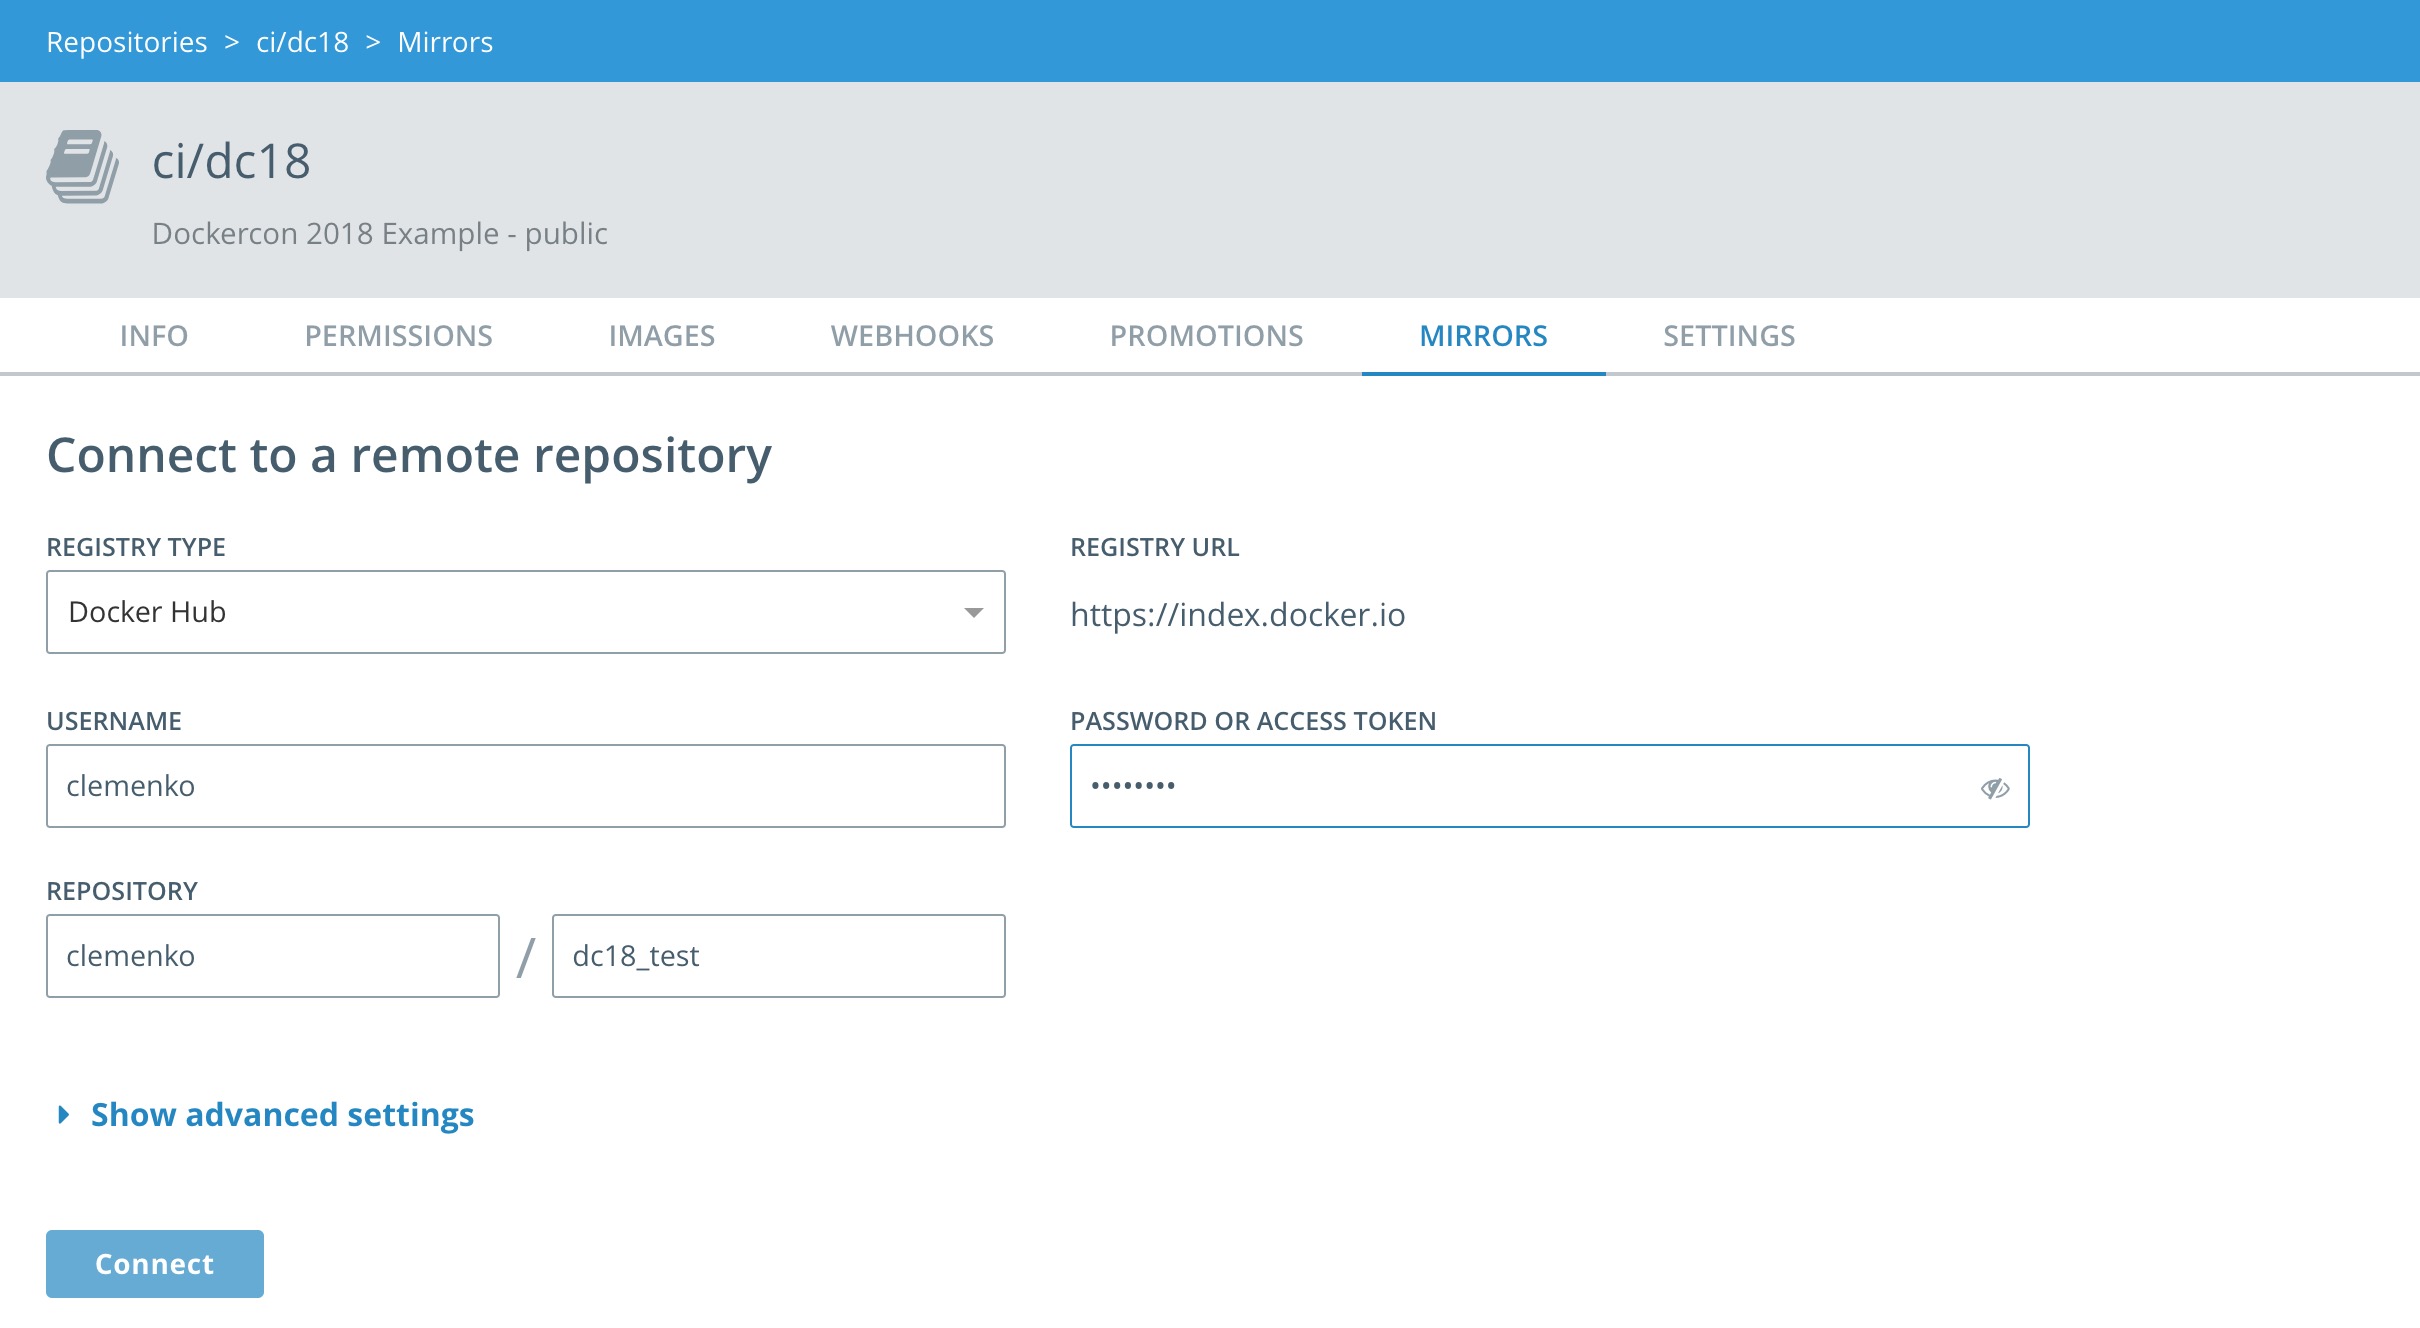 Repositories > ci/dc18 > Mirrors
ci/dc18
Dockercon 2018 Example - public
INFO PERMISSIONS IMAGES WEBHOOKS PROMOTIONS MIRRORS SETTINGS
Connect to a remote repository
REGISTRY TYPE
Docker Hub
REGISTRY URL
https://index.docker.io
USERNAME
clemenko
PASSWORD OR ACCESS TOKEN
••••••••
REPOSITORY
clemenko / dc18_test
Show advanced settings
Connect